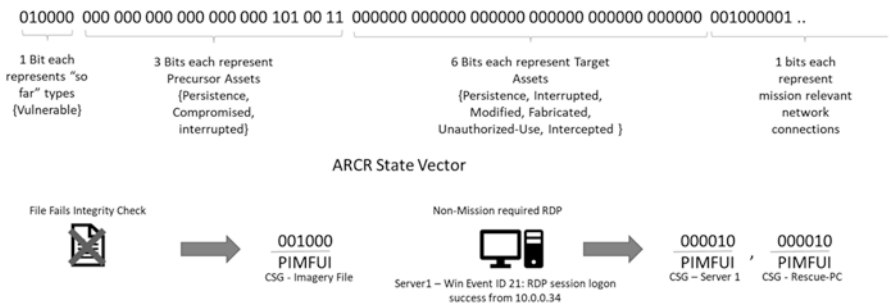 010000 000 000 000 000 000 000 101 00 11 000000 000000 000000 000000 000000 000000 001000001 ..
1 Bit each
represents “so
far” types
{Vulnerable}
3 Bits each represent
Precursor Assets
{Persistence,
Compromised,
interrupted}
6 Bits each represent Target
Assets
{Persistence, Interrupted,
Modified, Fabricated,
Unauthorized-Use, Intercepted }
1 bits each
represent
mission relevant
network
connections
ARCR State Vector
File Fails Integrity Check
001000
PIMFUI
CSG - Imagery File
Non-Mission required RDP
Server1 – Win Event ID 21: RDP session logon
success from 10.0.0.34
000010
PIMFUI
CSG – Server 1
,
000010
PIMFUI
CSG - Rescue-PC